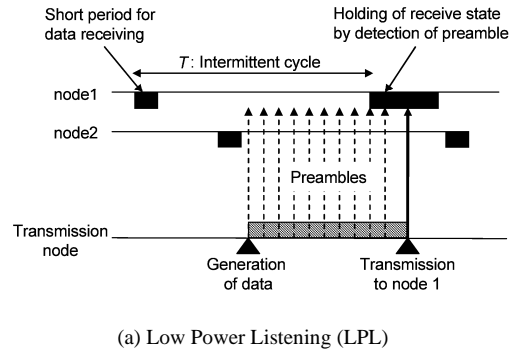 Short period for
data receiving
Holding of receive state
by detection of preamble
T : Intermittent cycle
node1
node2
Preambles
Transmission
node
Generation
of data
Transmission
to node 1
(a) Low Power Listening (LPL)